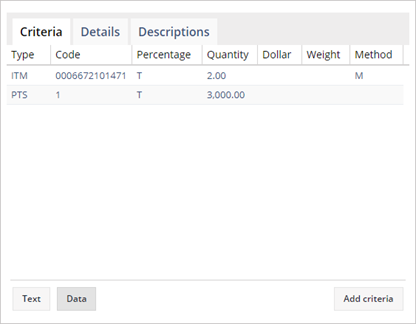 Criteria Details Descriptions
Type Code Percentage Quantity Dollar Weight Method
ITM 0006672101471 T 2.00 M
PTS 1 T 3,000.00
Text Data Add criteria